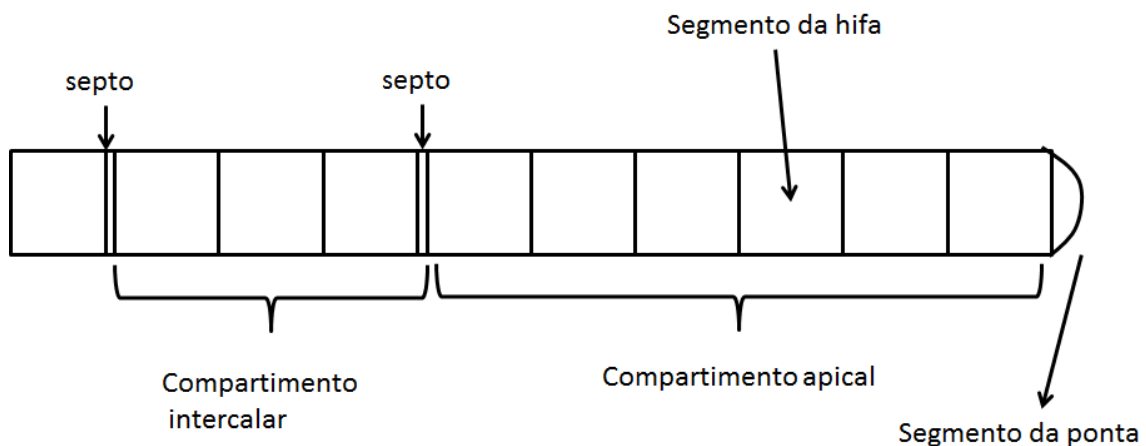 Segmento da hifa
septo
septo
Compartimento
intercalar
Compartimento apical
Segmento da ponta